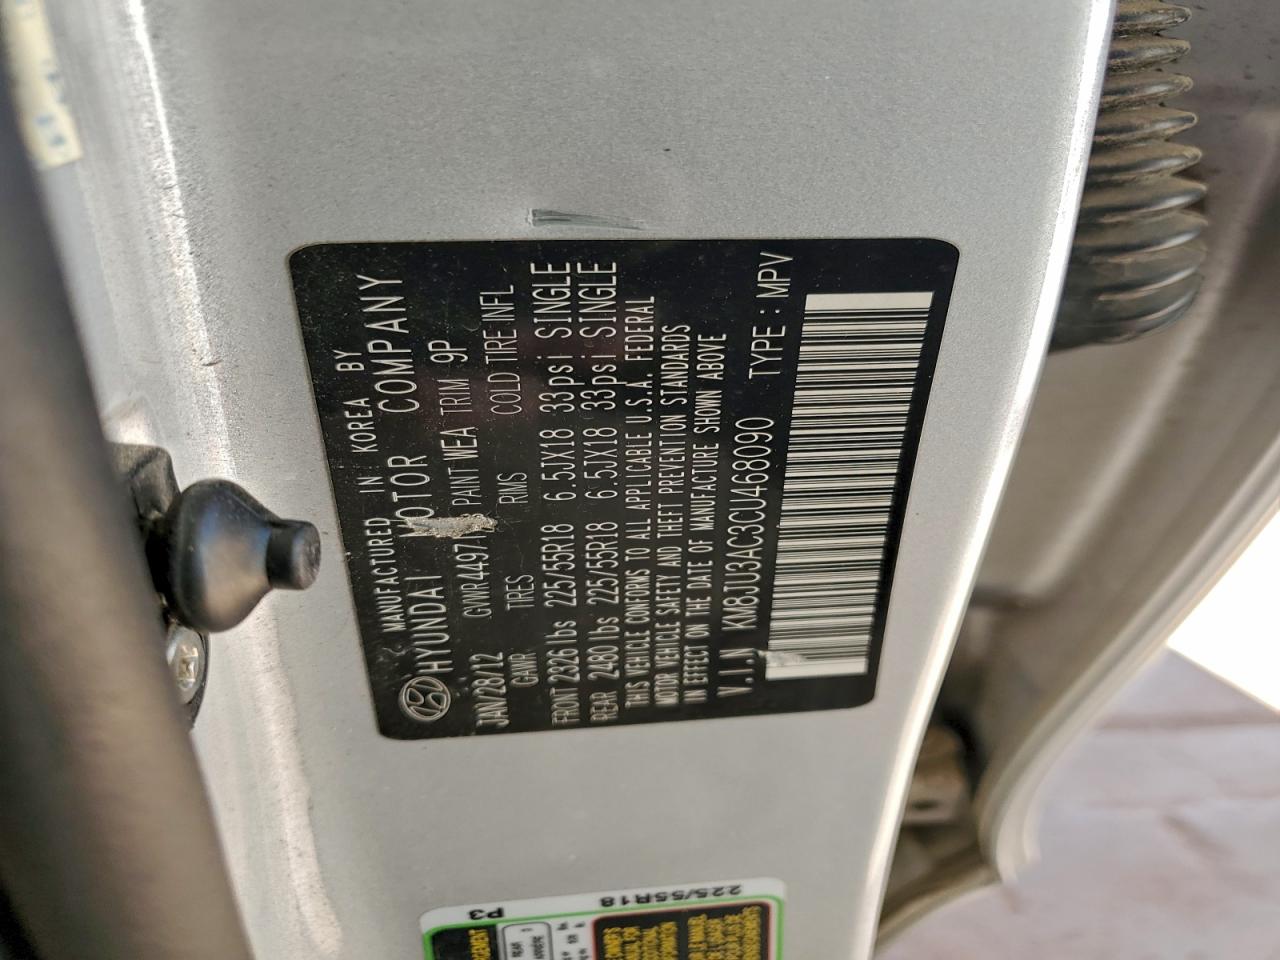 MANUFACTURED IN KOREA BY
HYUNDAI MOTOR COMPANY
JAN/28/12 GVWR 4497 PAINT WEA TRIM 9P
GAWR TIRES RMS COLD TIRE INFL
FRONT 2326 lbs 225/55R18 6.5JX18 33psi SINGLE
REAR 2480 lbs 225/55R18 6.5JX18 33psi SINGLE
THIS VEHICLE CONFORMS TO ALL APPLICABLE U.S.A. FEDERAL
MOTOR VEHICLE SAFETY AND THEFT PREVENTION STANDARDS
IN EFFECT ON THE DATE OF MANUFACTURE SHOWN ABOVE
V.I.N KM8JU3AC3CU468090 TYPE : MPV
225/55R18
P3
REAR